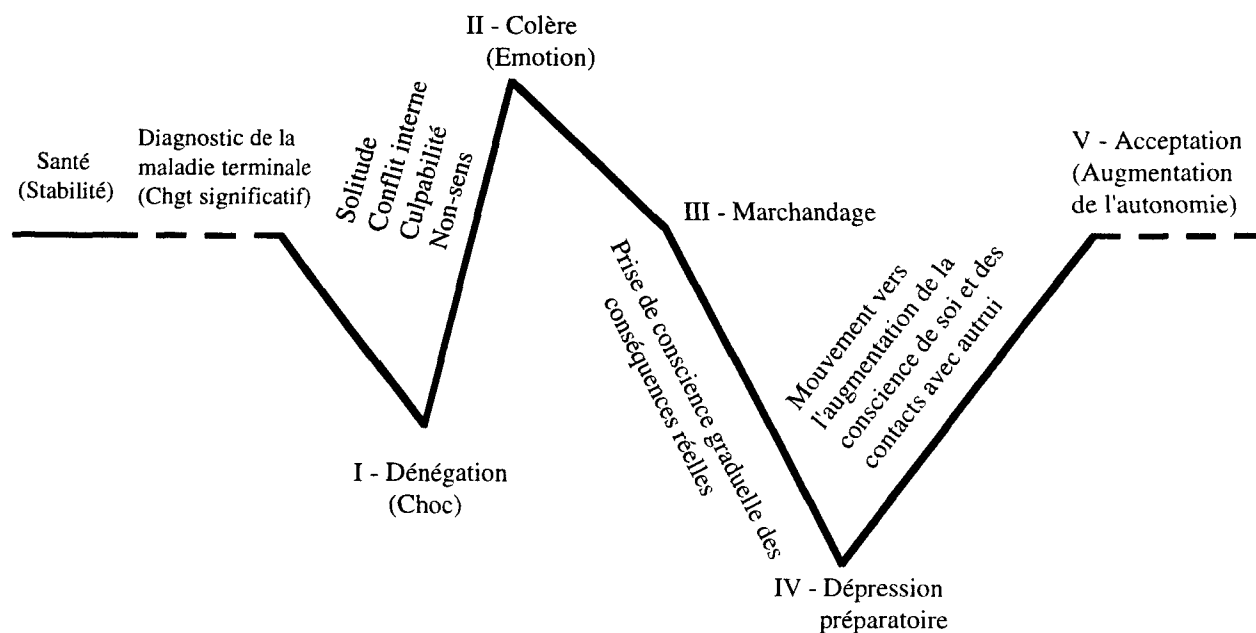 II - Colère
(Emotion)
Santé
(Stabilité)
Diagnostic de la
maladie terminale
(Chgt significatif)
Solitude
Conflit interne
Culpabilité
Non-sens
V - Acceptation
(Augmentation
de l'autonomie)
III - Marchandage
Prise de conscience graduelle des
conséquences réelles
Mouvement vers
l'augmentation de la
conscience de soi et des
contacts avec autrui
I - Dénégation
(Choc)
IV - Dépression
préparatoire